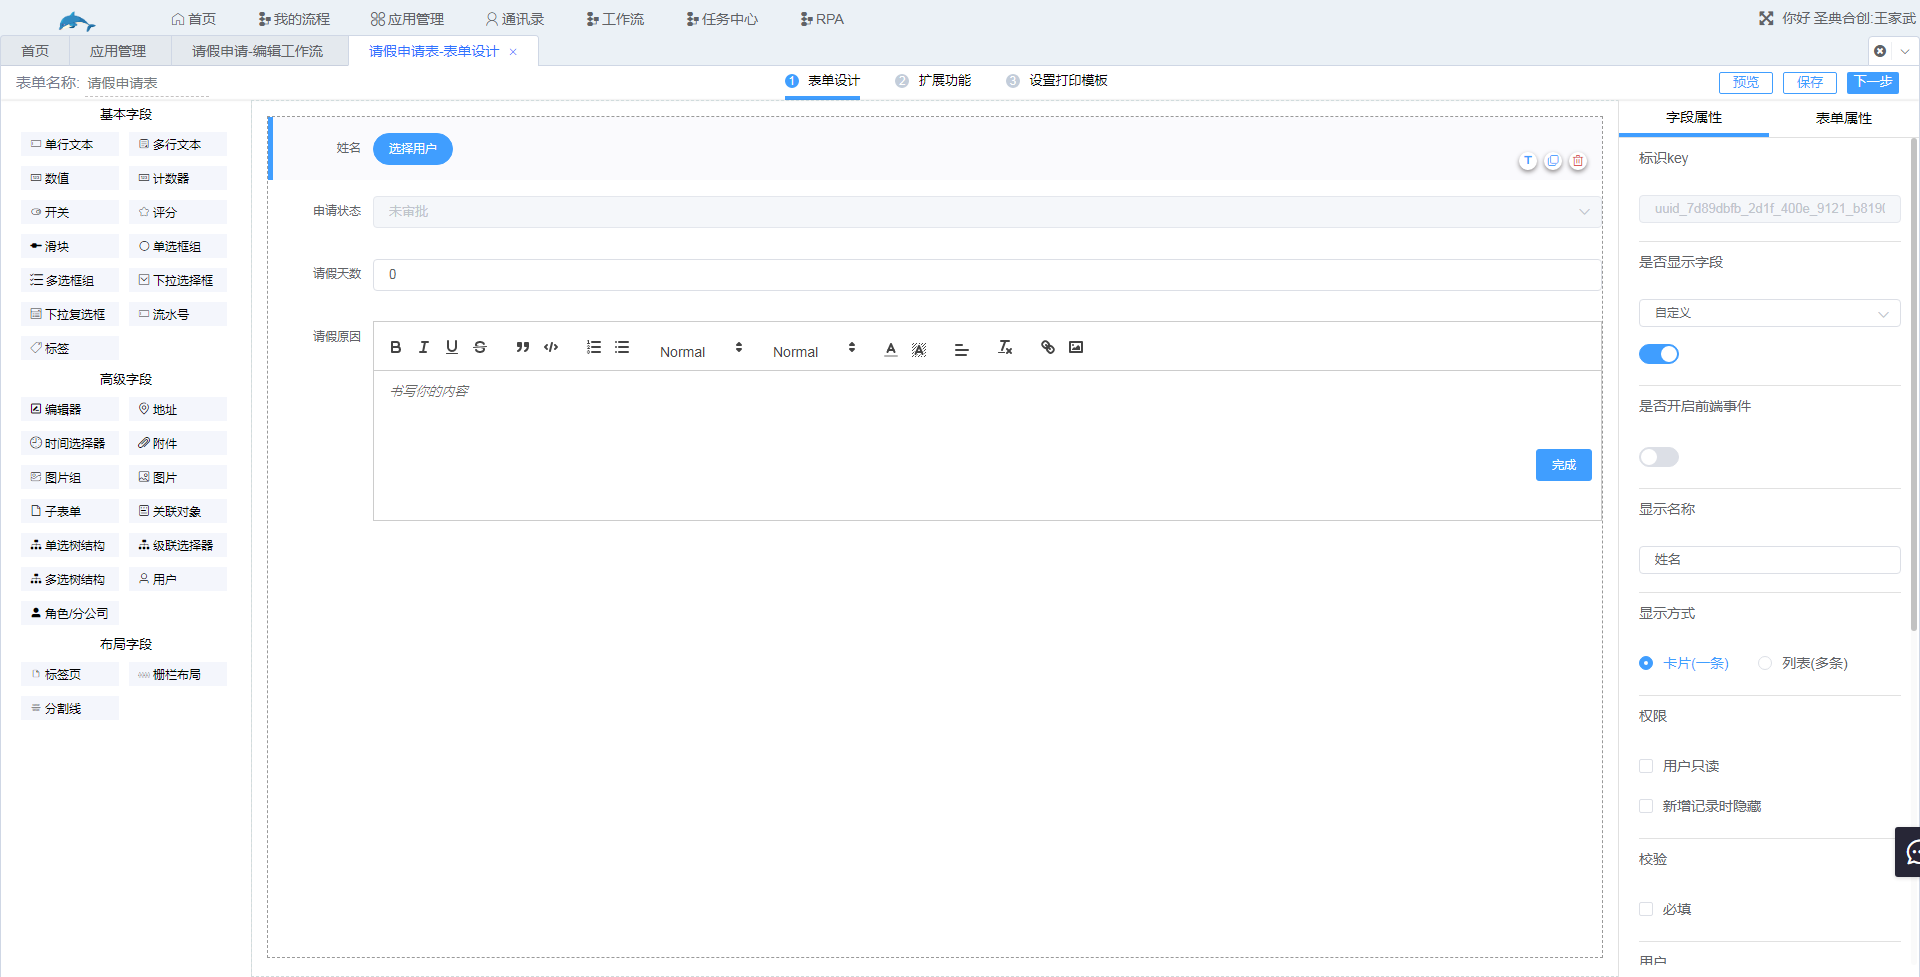 首页 我的流程 应用管理 通讯录 工作流 任务中心 RPA 你好 圣典合创:王家武
首页 应用管理 请假申请-编辑工作流 请假申请表-表单设计 ×
表单名称: 请假申请表 1 表单设计 2 扩展功能 3 设置打印模板 预览 保存 下一步
基本字段
单行文本 多行文本
数值 计数器
开关 评分
滑块 单选框组
多选框组 下拉选择框
下拉复选框 流水号
标签
高级字段
编辑器 地址
时间选择器 附件
图片组 图片
子表单 关联对象
单选树结构 级联选择器
多选树结构 用户
角色/分公司
布局字段
标签页 栅栏布局
分割线
姓名 选择用户
T
申请状态 未审批
请假天数 0
请假原因
B I U S Normal Normal A A
书写你的内容
完成
字段属性 表单属性
标识key
uuid_7d89dbfb_2d1f_400e_9121_b819
是否显示字段
自定义
是否开启前端事件
显示名称
姓名
显示方式
卡片(一条) 列表(多条)
权限
用户只读
新增记录时隐藏
校验
必填
用户